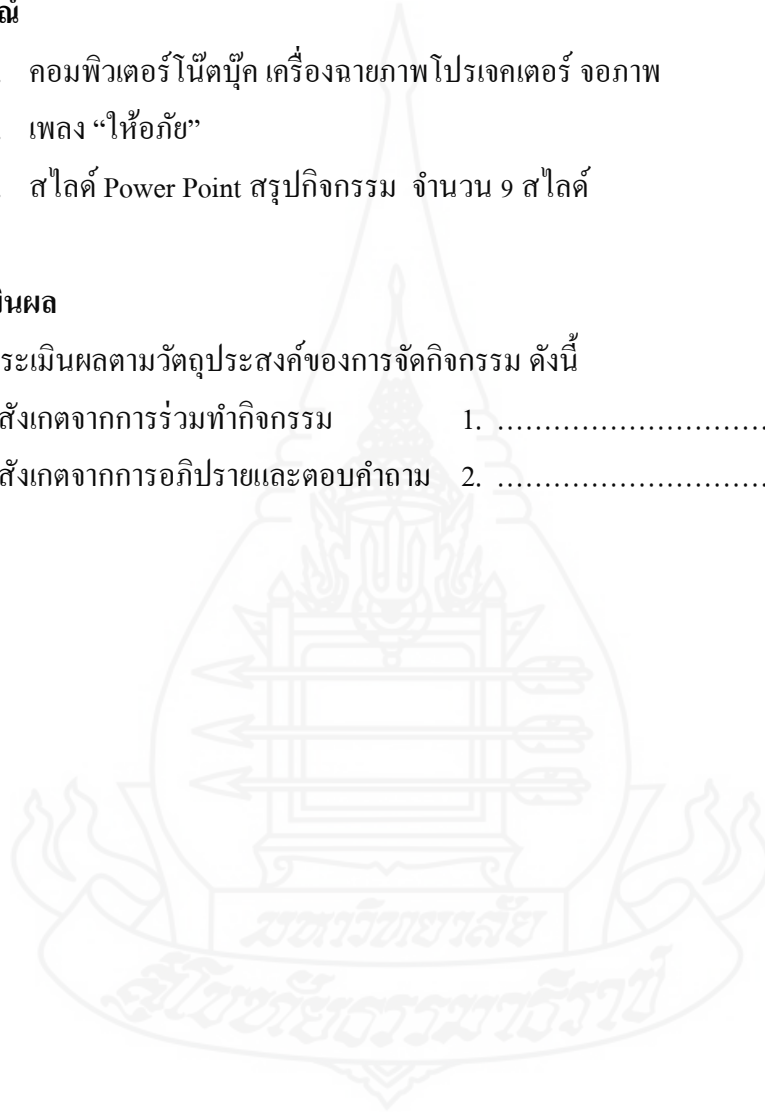 ณ์
คอมพิวเตอร์โน๊ตบุ๊ค เครื่องฉายภาพโปรเจคเตอร์ จอภาพ
เพลง “ให้อภัย”
สไลด์ Power Point สรุปกิจกรรม จำนวน 9 สไลด์
มินผล
ระเมินผลตามวัตถุประสงค์ของการจัดกิจกรรม ดังนี้
สังเกตจากการร่วมทำกิจกรรม 1. ..............................
สังเกตจากการอภิปรายและตอบคำถาม 2. ..............................
มหาวิทยาลัย
สุโขทัยธรรมาธิราช